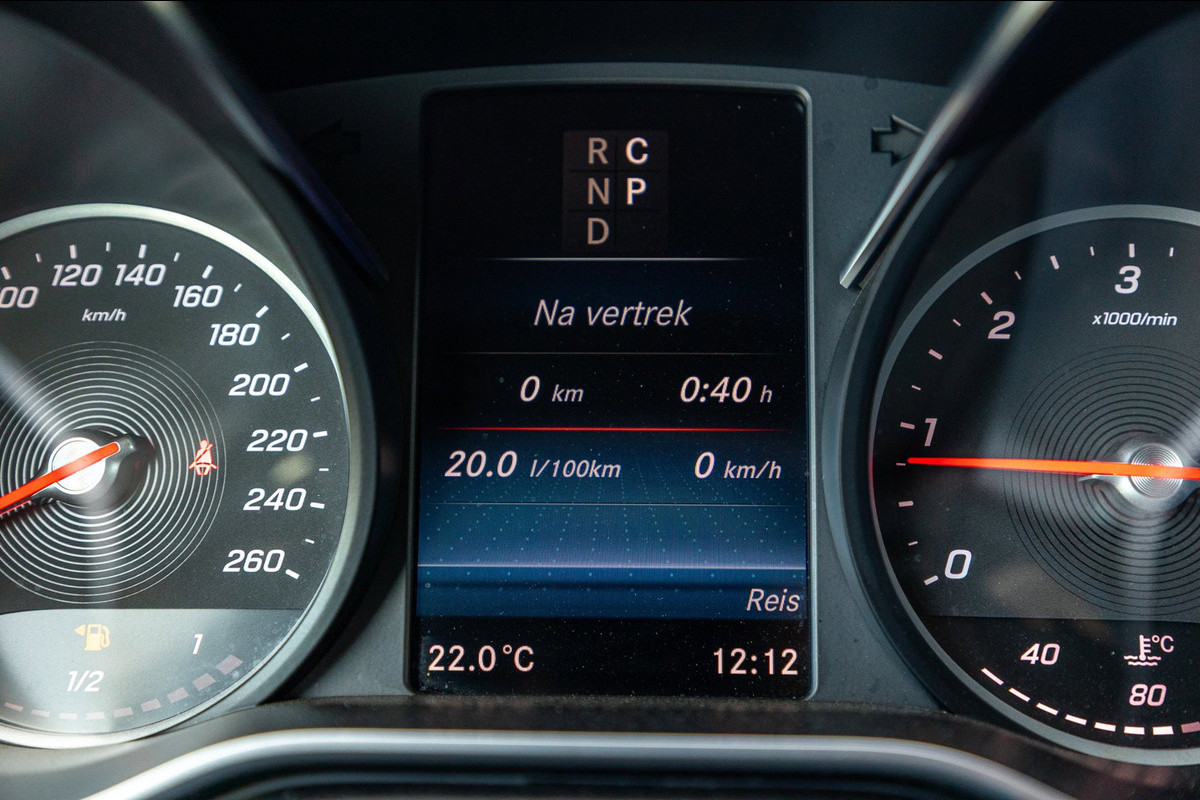 R C
N P
D
Na vertrek
0 km 0:40 h
20.0 l/100km 0 km/h
Reis
22.0°C 12:12
120 140
km/h
160
180
200
220
240
260
1/2 1
3
x1000/min
2
1
0
40 °C
80